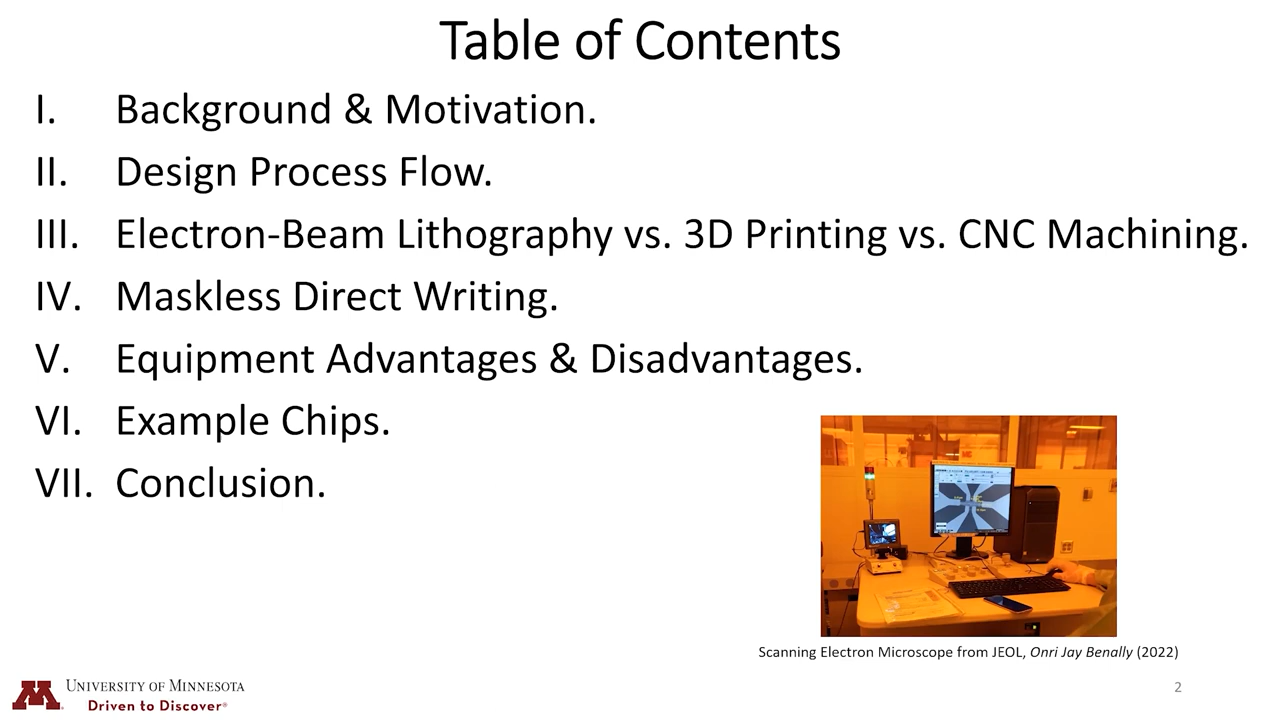 Table of Contents
I. Background & Motivation.
II. Design Process Flow.
III. Electron-Beam Lithography vs. 3D Printing vs. CNC Machining.
IV. Maskless Direct Writing.
V. Equipment Advantages & Disadvantages.
VI. Example Chips.
VII. Conclusion.
Scanning Electron Microscope from JEOL, Onri Jay Benally (2022)
M
UNIVERSITY OF MINNESOTA
Driven to Discover®
2